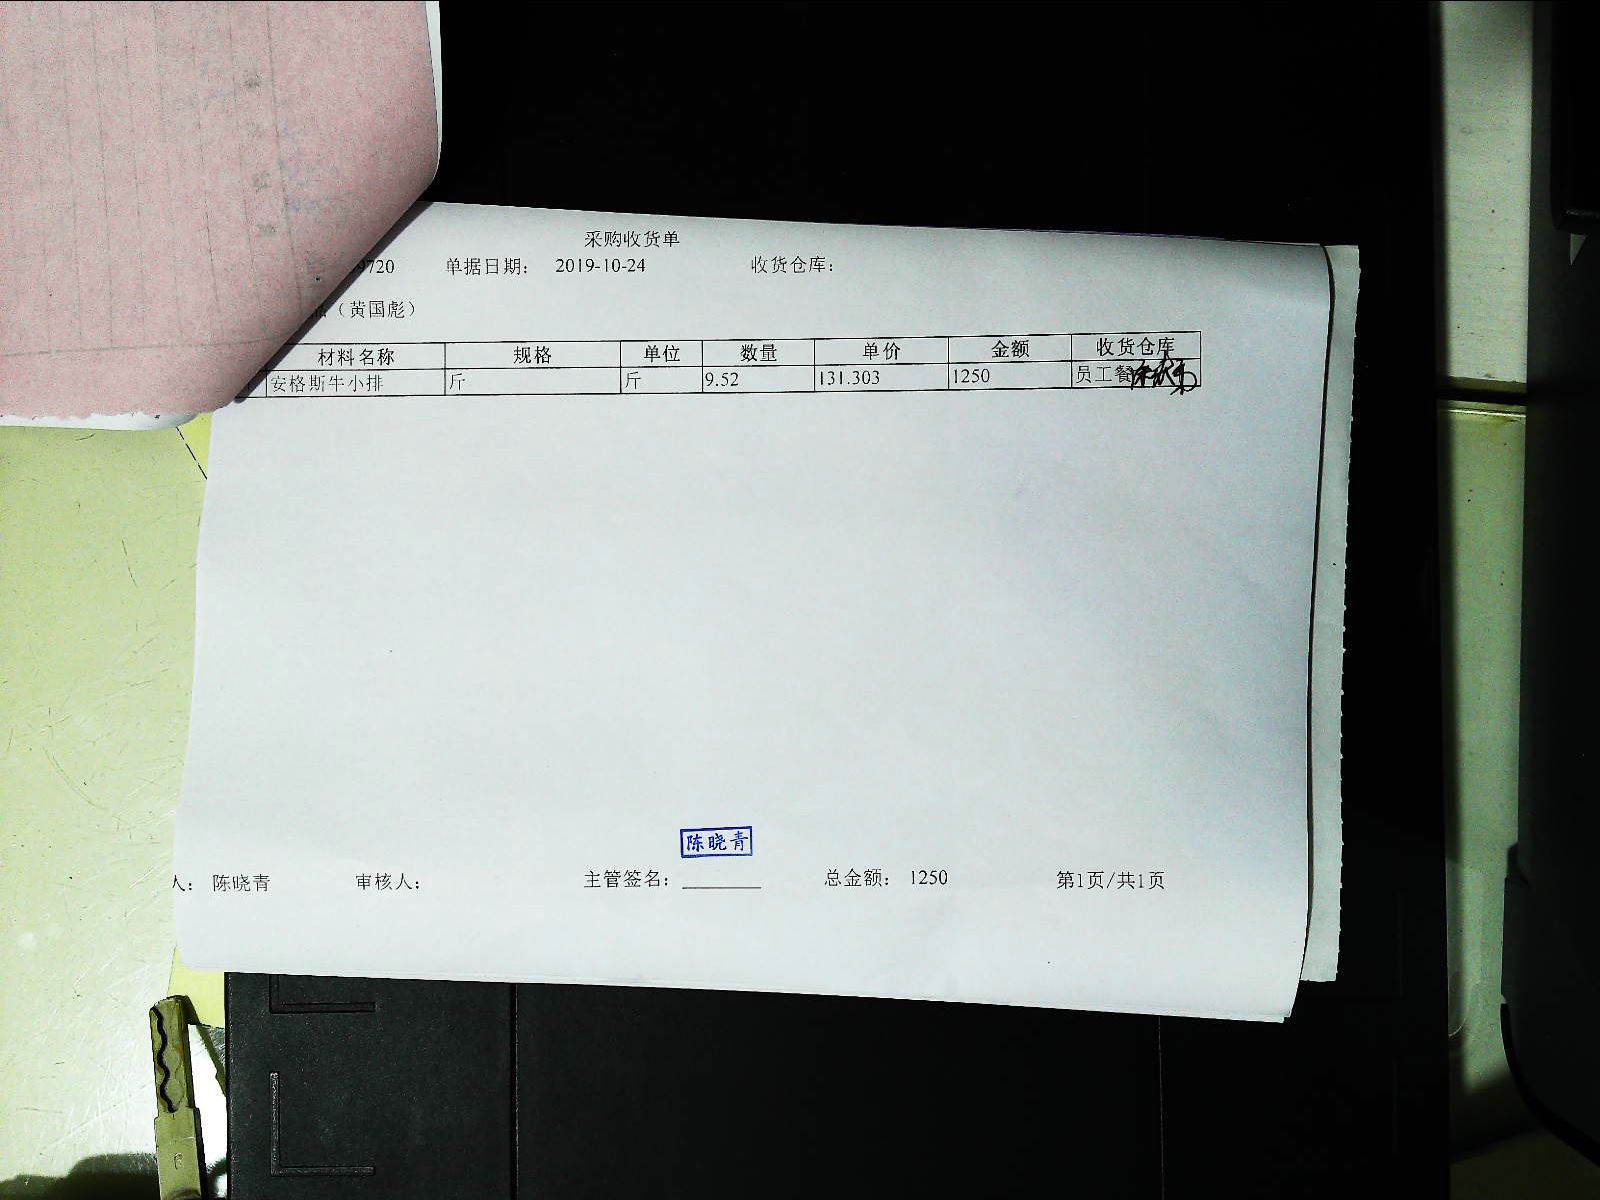 采购收货单
9720 单据日期： 2019-10-24 收货仓库：
品（黄国彪）
材料名称 规格 单位 数量 单价 金额 收货仓库
安格斯牛小排 斤 斤 9.52 131.303 1250 员工餐
陈晓青
人： 陈晓青 审核人： 主管签名：________ 总金额： 1250 第1页/共1页